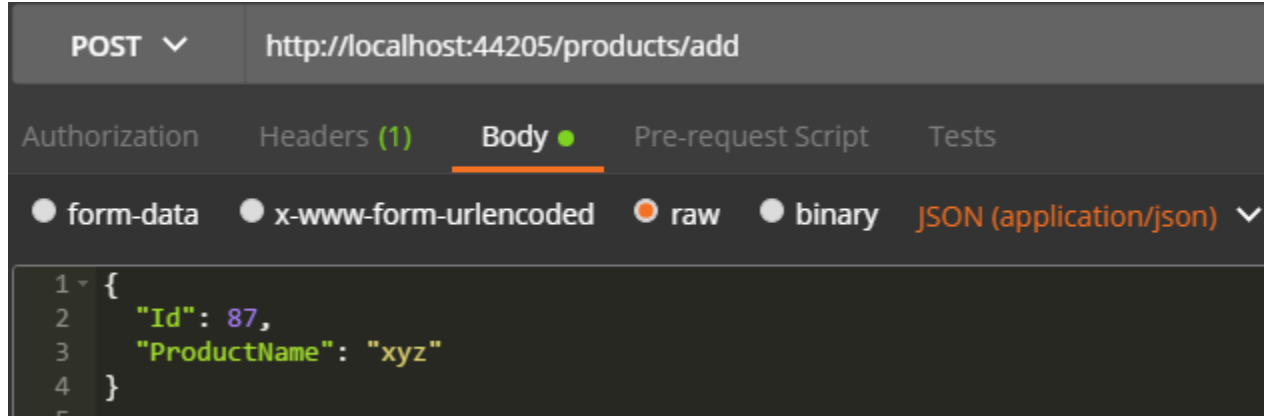 POST http://localhost:44205/products/add
Authorization Headers (1) Body Pre-request Script Tests
form-data x-www-form-urlencoded raw binary JSON (application/json)
1 {
2 "Id": 87,
3 "ProductName": "xyz"
4 }